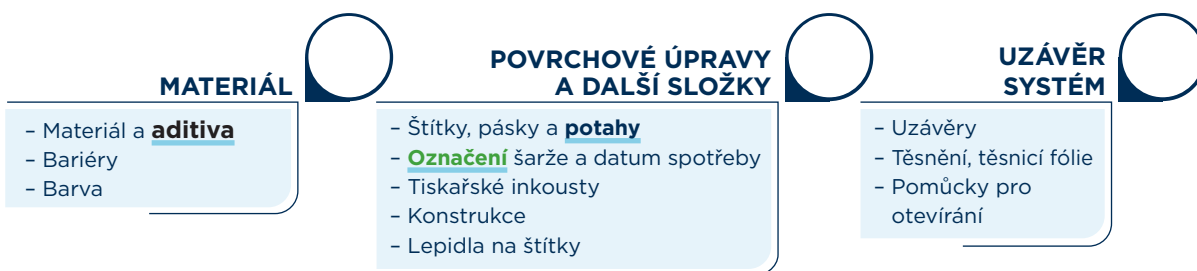 MATERIÁL
– Materiál a aditiva
– Bariéry
– Barva
POVRCHOVÉ ÚPRAVY
A DALŠÍ SLOŽKY
– Štítky, pásky a potahy
– Označení šarže a datum spotřeby
– Tiskařské inkousty
– Konstrukce
– Lepidla na štítky
UZÁVĚR
SYSTÉM
– Uzávěry
– Těsnění, těsnicí fólie
– Pomůcky pro
otevírání